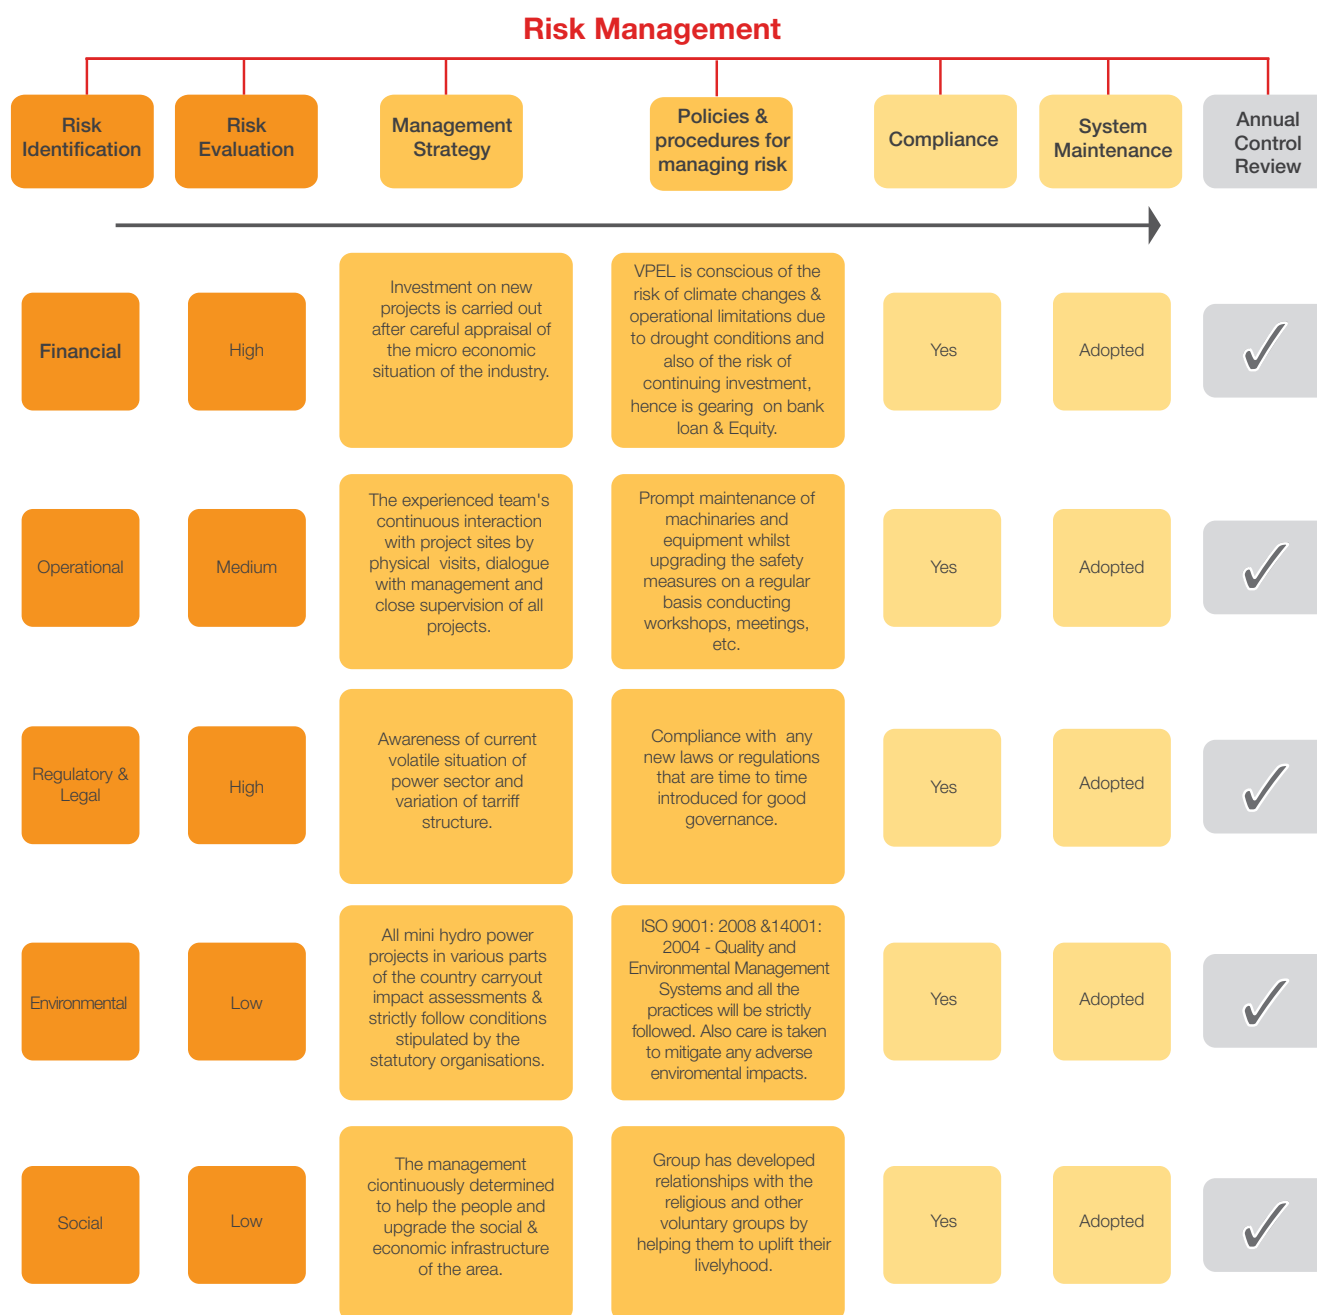 Risk Management
Risk
Identification
Risk
Evaluation
Management
Strategy
Policies &
procedures for
managing risk
Compliance
System
Maintenance
Annual
Control
Review
Financial
High
Investment on new
projects is carried out
after careful appraisal of
the micro economic
situation of the industry.
VPEL is conscious of the
risk of climate changes &
operational limitations due
to drought conditions and
also of the risk of
continuing investment,
hence is gearing on bank
loan & Equity.
Yes
Adopted
✓
Operational
Medium
The experienced team's
continuous interaction
with project sites by
physical visits, dialogue
with management and
close supervision of all
projects.
Prompt maintenance of
machinaries and
equipment whilst
upgrading the safety
measures on a regular
basis conducting
workshops, meetings,
etc.
Yes
Adopted
✓
Regulatory &
Legal
High
Awareness of current
volatile situation of
power sector and
variation of tarriff
structure.
Compliance with any
new laws or regulations
that are time to time
introduced for good
governance.
Yes
Adopted
✓
Environmental
Low
All mini hydro power
projects in various parts
of the country carryout
impact assessments &
strictly follow conditions
stipulated by the
statutory organisations.
ISO 9001: 2008 &14001:
2004 - Quality and
Environmental Management
Systems and all the
practices will be strictly
followed. Also care is taken
to mitigate any adverse
enviromental impacts.
Yes
Adopted
✓
Social
Low
The management
ciontinuously determined
to help the people and
upgrade the social &
economic infrastructure
of the area.
Group has developed
relationships with the
religious and other
voluntary groups by
helping them to uplift their
livelyhood.
Yes
Adopted
✓